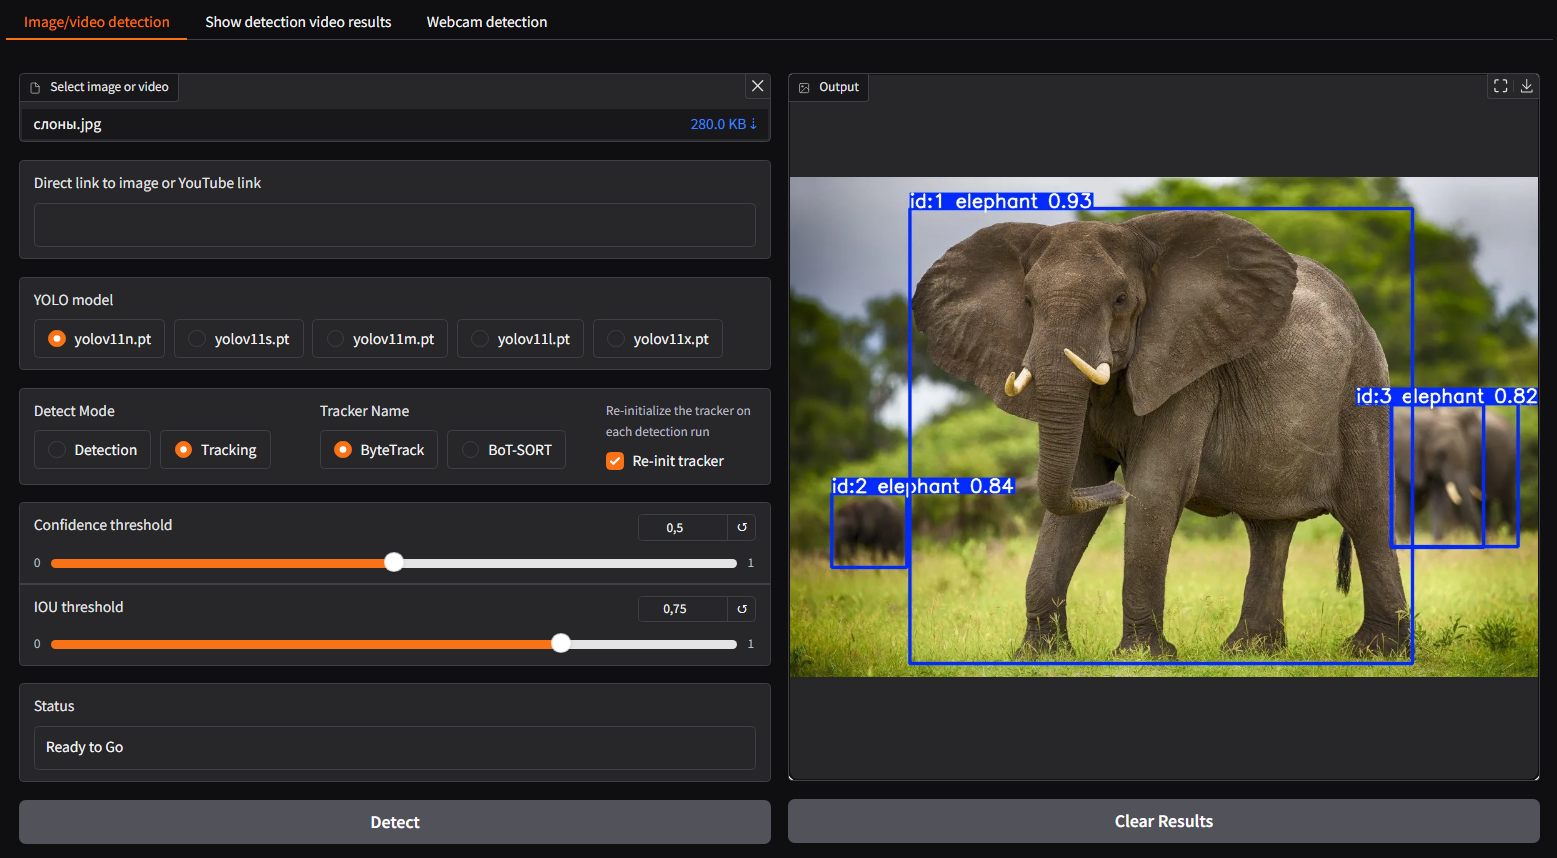 Image/video detection
Show detection video results
Webcam detection
Select image or video
слоны.jpg
280.0 KB ↓
Direct link to image or YouTube link
YOLO model
yolov11n.pt
yolov11s.pt
yolov11m.pt
yolov11l.pt
yolov11x.pt
Detect Mode
Detection
Tracking
Tracker Name
ByteTrack
BoT-SORT
Re-initialize the tracker on
each detection run
Re-init tracker
Confidence threshold
0,5
0
1
IOU threshold
0,75
0
1
Status
Ready to Go
Detect
Output
id:1 elephant 0.93
id:3 elephant 0.82
id:2 elephant 0.84
Clear Results